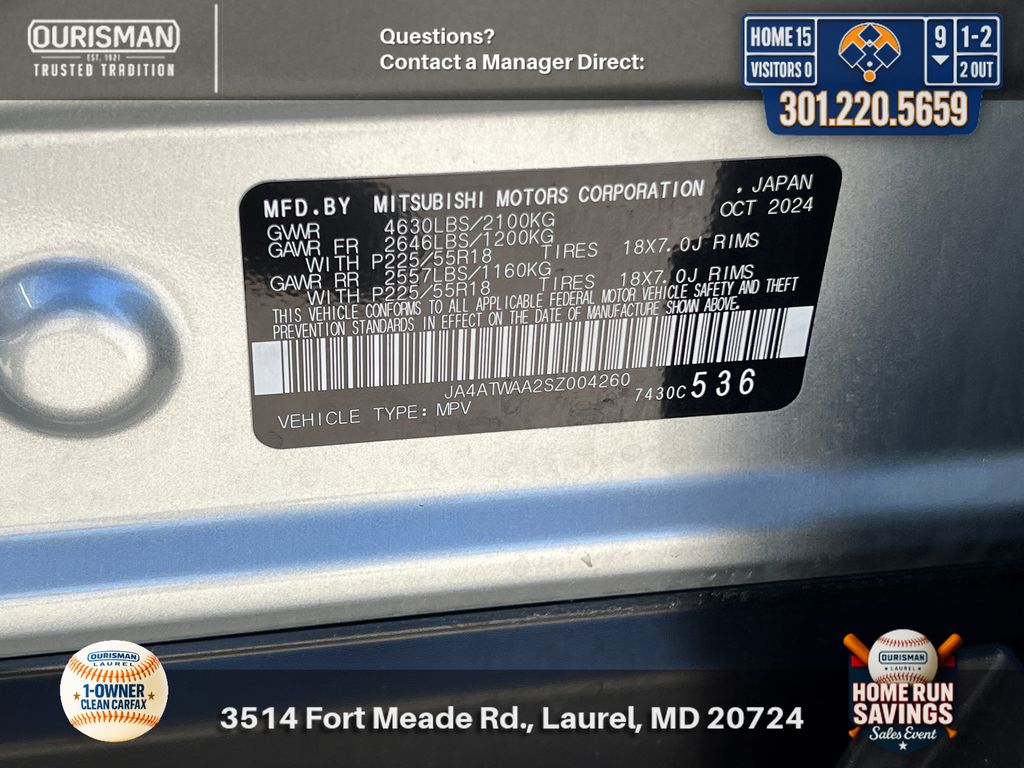 OURISMAN
EST. 1921
TRUSTED TRADITION
Questions?
Contact a Manager Direct:
HOME 15
VISITORS 0
9
1-2
2 OUT
301.220.5659
MFD.BY MITSUBISHI MOTORS CORPORATION , JAPAN
OCT 2024
GVWR 4630LBS/2100KG
GAWR FR 2646LBS/1200KG
WITH P225/55R18 TIRES 18X7.0J RIMS
GAWR RR 2557LBS/1160KG
WITH P225/55R18 TIRES 18X7.0J RIMS
THIS VEHICLE CONFORMS TO ALL APPLICABLE FEDERAL MOTOR VEHICLE SAFETY AND THEFT
PREVENTION STANDARDS IN EFFECT ON THE DATE OF MANUFACTURE SHOWN ABOVE.
JA4ATWAA2SZ004260
7430C 536
VEHICLE TYPE: MPV
OURISMAN
LAUREL
1-OWNER
CLEAN CARFAX
3514 Fort Meade Rd., Laurel, MD 20724
OURISMAN
LAUREL
HOME RUN
SAVINGS
Sales Event